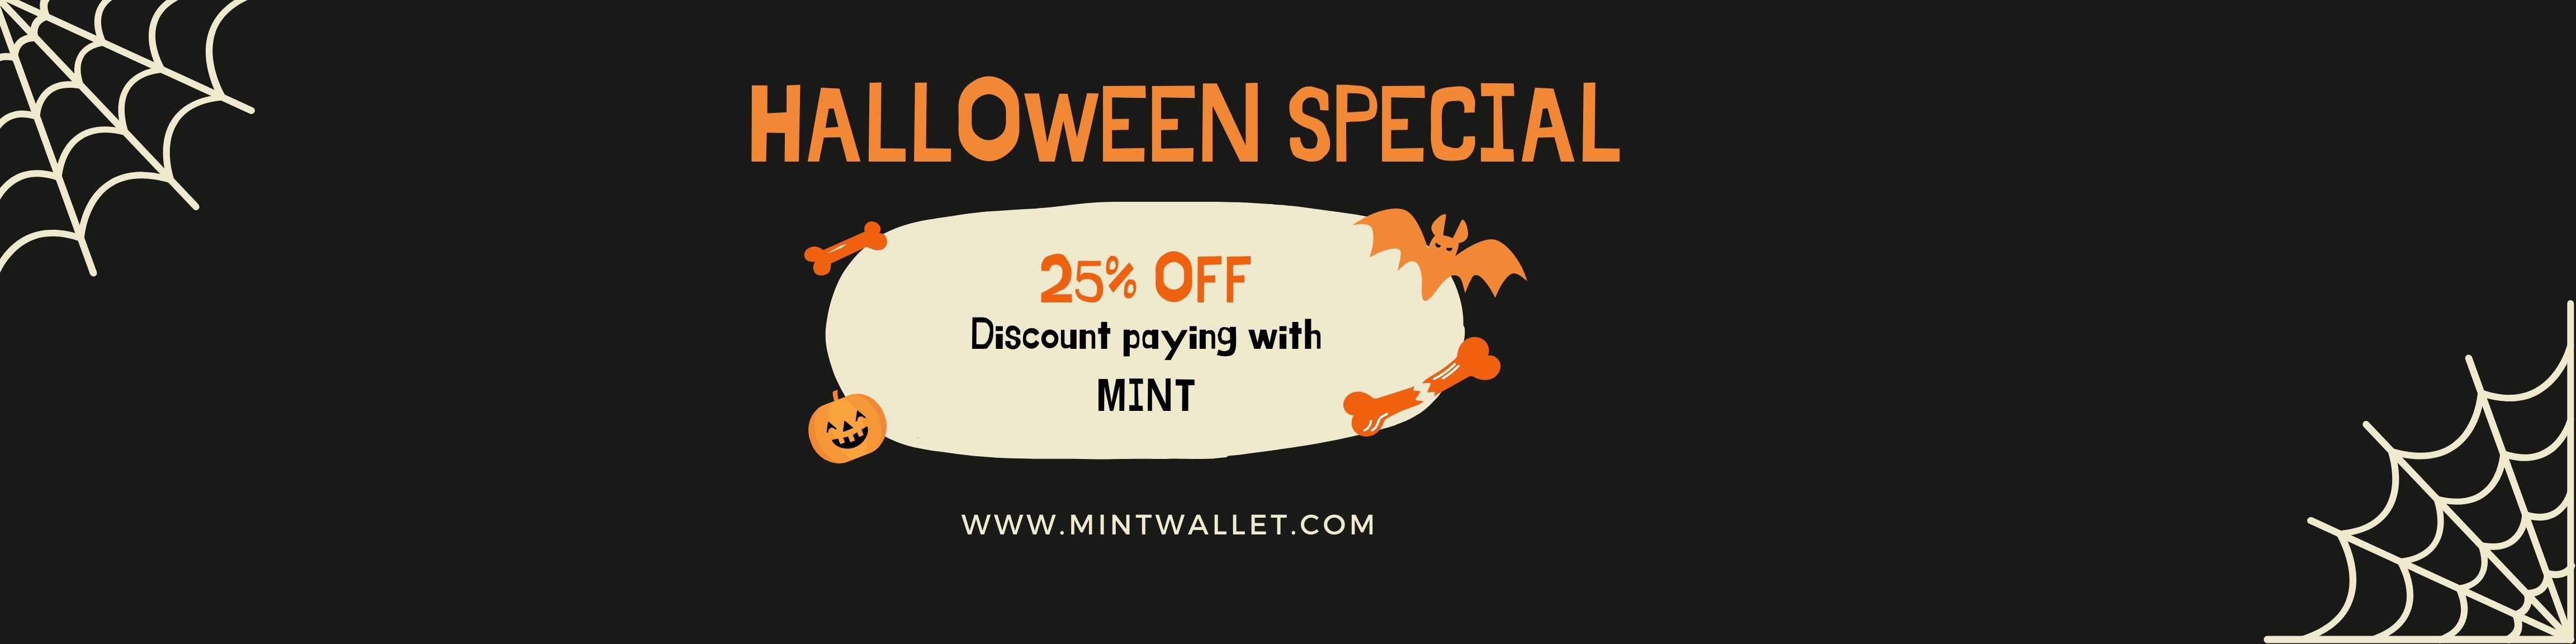 HALLOWEEN SPECIAL
25% OFF
Discount paying with
MINT
WWW.MINTWALLET.COM